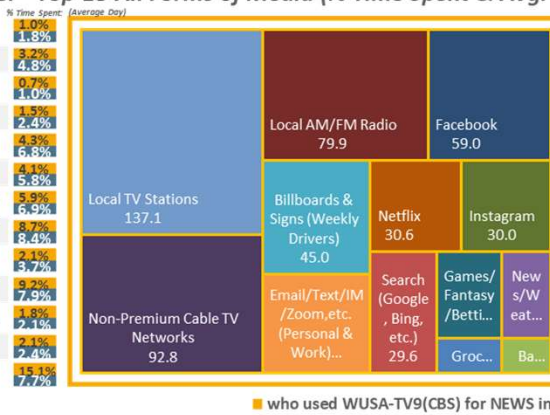 % Time Spent: (Average Day)
1.0%
1.8%
3.2%
4.8%
0.7%
1.0%
1.5%
2.4%
4.3%
6.8%
4.1%
5.8%
5.9%
6.9%
8.7%
8.4%
2.1%
3.7%
9.2%
7.9%
1.8%
2.1%
2.1%
2.4%
15.1%
7.7%
Local TV Stations
137.1
Non-Premium Cable TV
Networks
92.8
Local AM/FM Radio
79.9
Facebook
59.0
Billboards &
Signs (Weekly
Drivers)
45.0
Netflix
30.6
Instagram
30.0
Email/Text/IM
/Zoom,etc.
(Personal &
Work)...
Search
(Google
, Bing,
etc.)
29.6
Games/
Fantasy
/Betti...
New
s/W
eat...
Groc...
Ba...
who used WUSA-TV9(CBS) for NEWS in